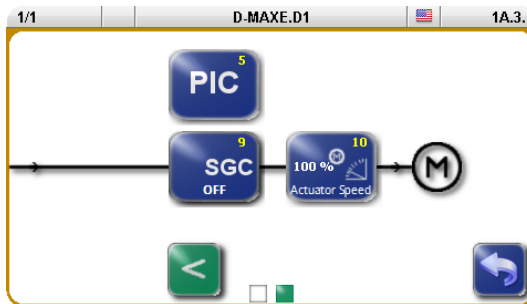 1/1 D-MAXE.D1 1A.3.
5
PIC
9
SGC
OFF
10
M
100 %
Actuator Speed
M
<